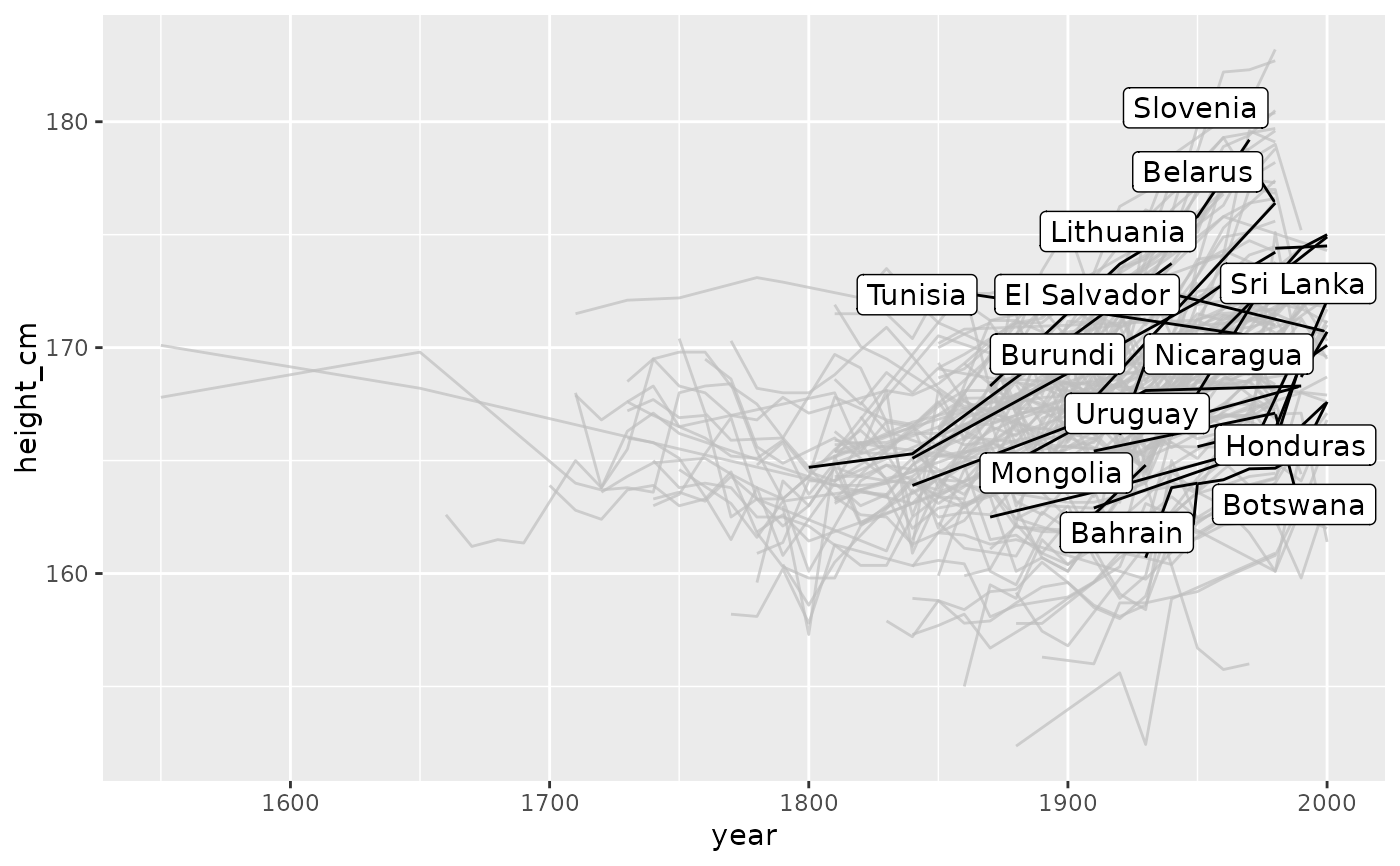 180
170
160
height_cm
Slovenia
Belarus
Lithuania
Tunisia
El Salvador
Sri Lanka
Burundi
Nicaragua
Uruguay
Honduras
Mongolia
Botswana
Bahrain
1600
1700
1800
1900
2000
year